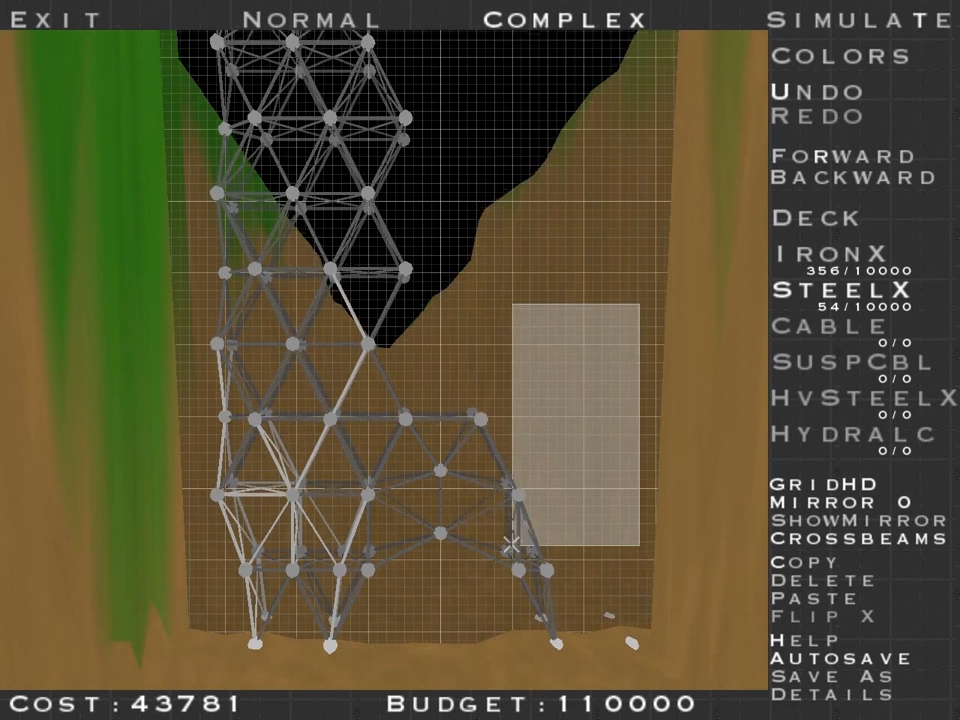 EXIT NORMAL COMPLEX SIMULATE
COLORS
UNDO
REDO
FORWARD
BACKWARD
DECK
IRONX
356/10000
STEELX
54/10000
CABLE
0/0
SUSPCBL
0/0
HVSTEELX
0/0
HYDRALC
0/0
GRIDHD
MIRROR 0
SHOWMIRROR
CROSSBEAMS
COPY
DELETE
PASTE
FLIP X
HELP
AUTOSAVE
SAVE AS
DETAILS
COST:43781 BUDGET:110000